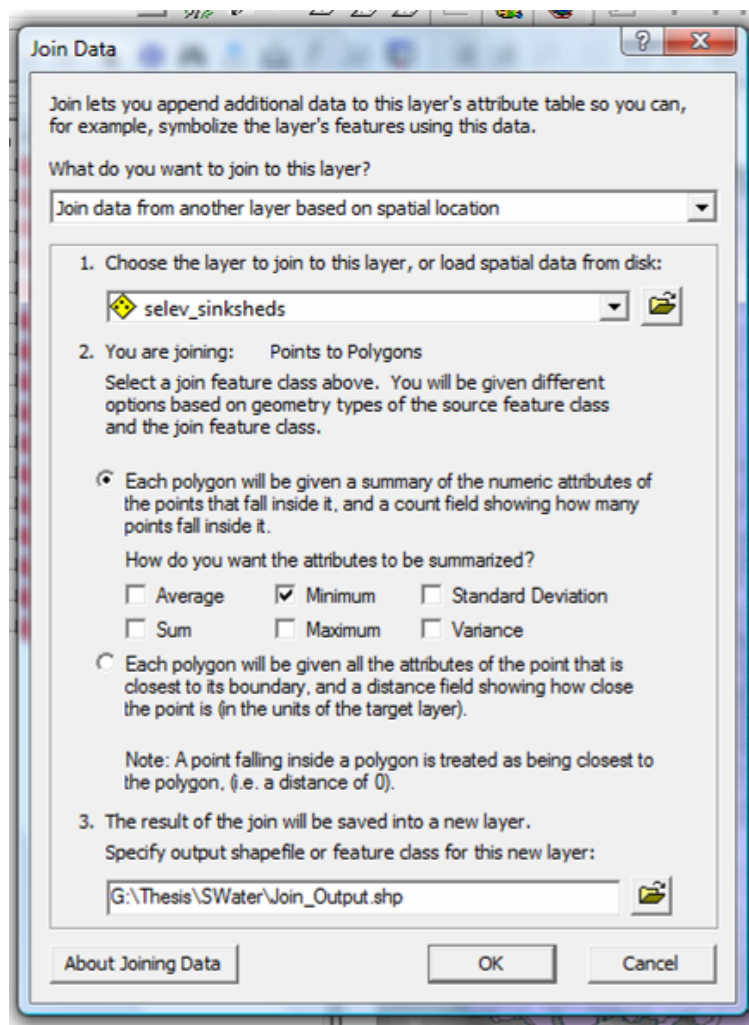 Join Data
Join lets you append additional data to this layer's attribute table so you can,
for example, symbolize the layer's features using this data.
What do you want to join to this layer?
Join data from another layer based on spatial location
1. Choose the layer to join to this layer, or load spatial data from disk:
selev_sinksheds
2. You are joining: Points to Polygons
Select a join feature class above. You will be given different
options based on geometry types of the source feature class
and the join feature class.
Each polygon will be given a summary of the numeric attributes of
the points that fall inside it, and a count field showing how many
points fall inside it.
How do you want the attributes to be summarized?
Average Minimum Standard Deviation
Sum Maximum Variance
Each polygon will be given all the attributes of the point that is
closest to its boundary, and a distance field showing how close
the point is (in the units of the target layer).
Note: A point falling inside a polygon is treated as being closest to
the polygon, (i.e. a distance of 0).
3. The result of the join will be saved into a new layer.
Specify output shapefile or feature class for this new layer:
G:\Thesis\SWater\Join_Output.shp
About Joining Data OK Cancel